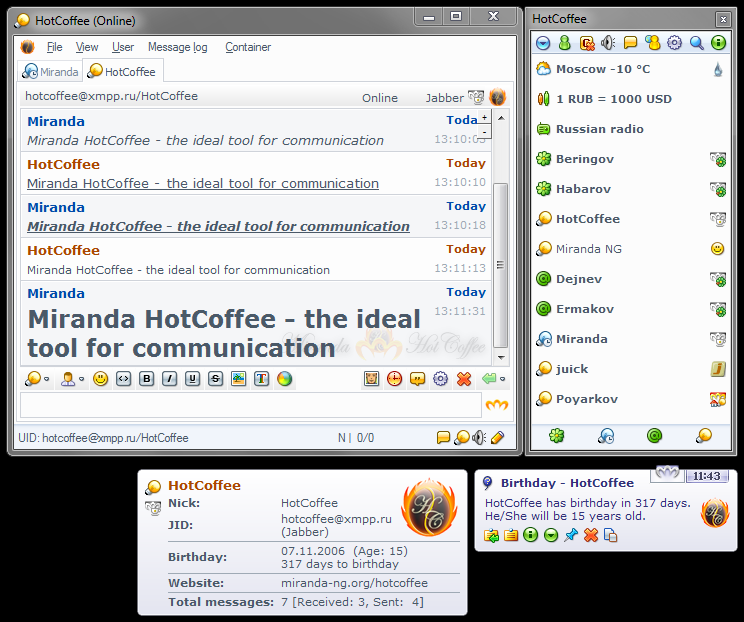 HotCoffee (Online)
File View User Message log Container
Miranda HotCoffee
hotcoffee@xmpp.ru/HotCoffee Online Jabber
Miranda Today
Miranda HotCoffee - the ideal tool for communication 13:10:03
HotCoffee Today
Miranda HotCoffee - the ideal tool for communication 13:10:10
Miranda Today
Miranda HotCoffee - the ideal tool for communication 13:10:18
HotCoffee Today
Miranda HotCoffee - the ideal tool for communication 13:11:13
Miranda Today
Miranda HotCoffee - the ideal 13:11:31
tool for communication
Miranda Hot Coffee
UID: hotcoffee@xmpp.ru/HotCoffee N | 0/0
HotCoffee
Moscow -10 °C
1 RUB = 1000 USD
Russian radio
Beringov
Habarov
HotCoffee
Miranda NG
Dejnev
Ermakov
Miranda
juick
Poyarkov
HotCoffee
Nick: HotCoffee
JID: hotcoffee@xmpp.ru
(Jabber)
Birthday: 07.11.2006 (Age: 15)
317 days to birthday
Website: miranda-ng.org/hotcoffee
Total messages: 7 [Received: 3, Sent: 4]
Birthday - HotCoffee 11:43
HotCoffee has birthday in 317 days.
He/She will be 15 years old.